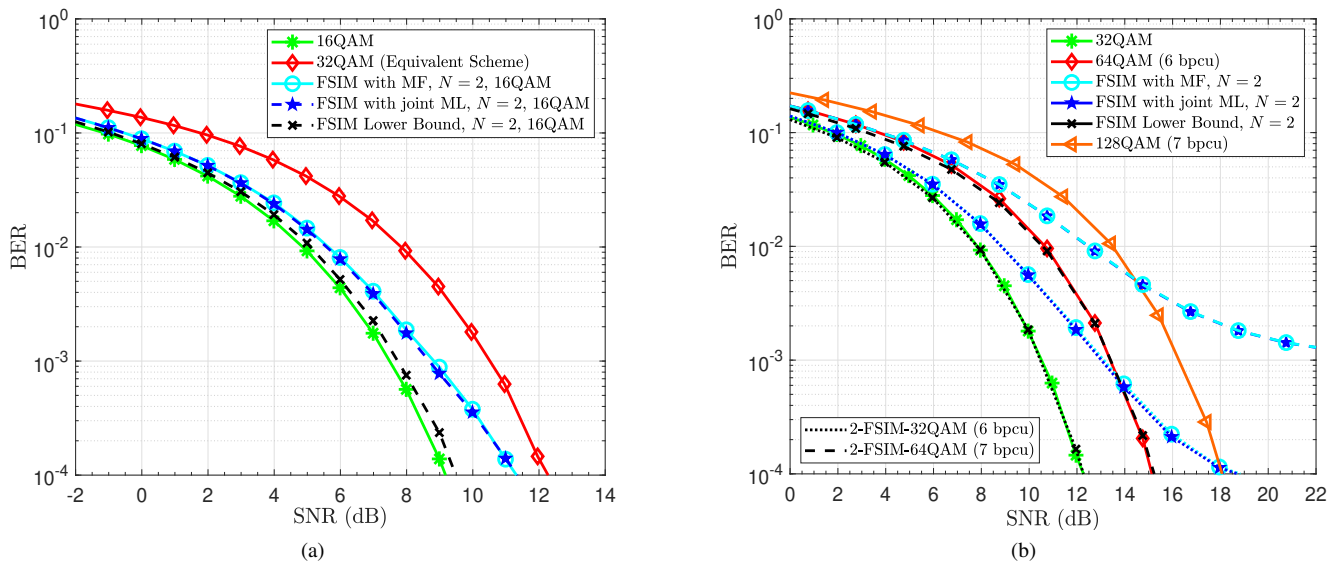 10^0
10^-1
10^-2
10^-3
10^-4
BER
16QAM
32QAM (Equivalent Scheme)
FSIM with MF, N = 2, 16QAM
FSIM with joint ML, N = 2, 16QAM
FSIM Lower Bound, N = 2, 16QAM
-2 0 2 4 6 8 10 12 14
SNR (dB)
(a)
10^0
10^-1
10^-2
10^-3
10^-4
BER
32QAM
64QAM (6 bpcu)
FSIM with MF, N = 2
FSIM with joint ML, N = 2
FSIM Lower Bound, N = 2
128QAM (7 bpcu)
2-FSIM-32QAM (6 bpcu)
2-FSIM-64QAM (7 bpcu)
0 2 4 6 8 10 12 14 16 18 20 22
SNR (dB)
(b)